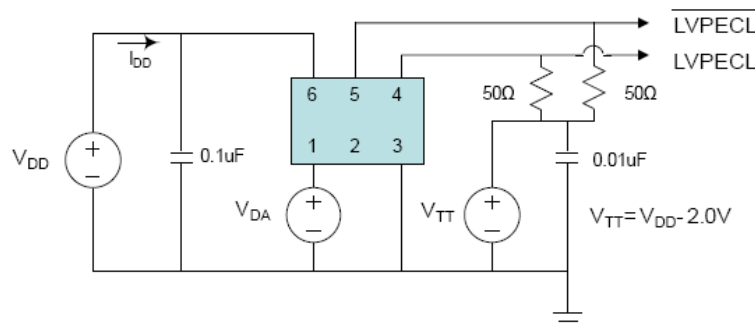 LVPECL
I_DD
LVPECL
6 5 4
50Ω
50Ω
V_DD
0.1uF
1 2 3
0.01uF
V_DA
V_TT
V_TT=V_DD-2.0V